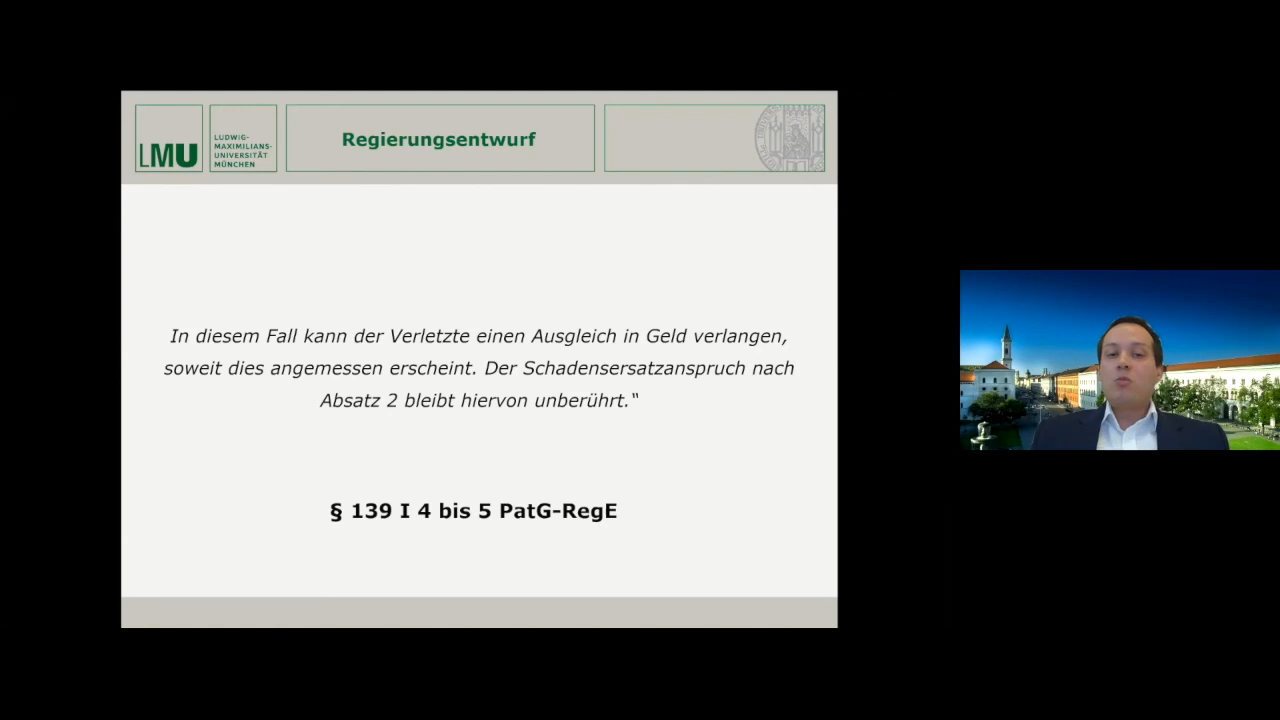 LMU
LUDWIG-
MAXIMILIANS-
UNIVERSITÄT
MÜNCHEN
Regierungsentwurf
In diesem Fall kann der Verletzte einen Ausgleich in Geld verlangen,
soweit dies angemessen erscheint. Der Schadensersatzanspruch nach
Absatz 2 bleibt hiervon unberührt.“
§ 139 I 4 bis 5 PatG-RegE